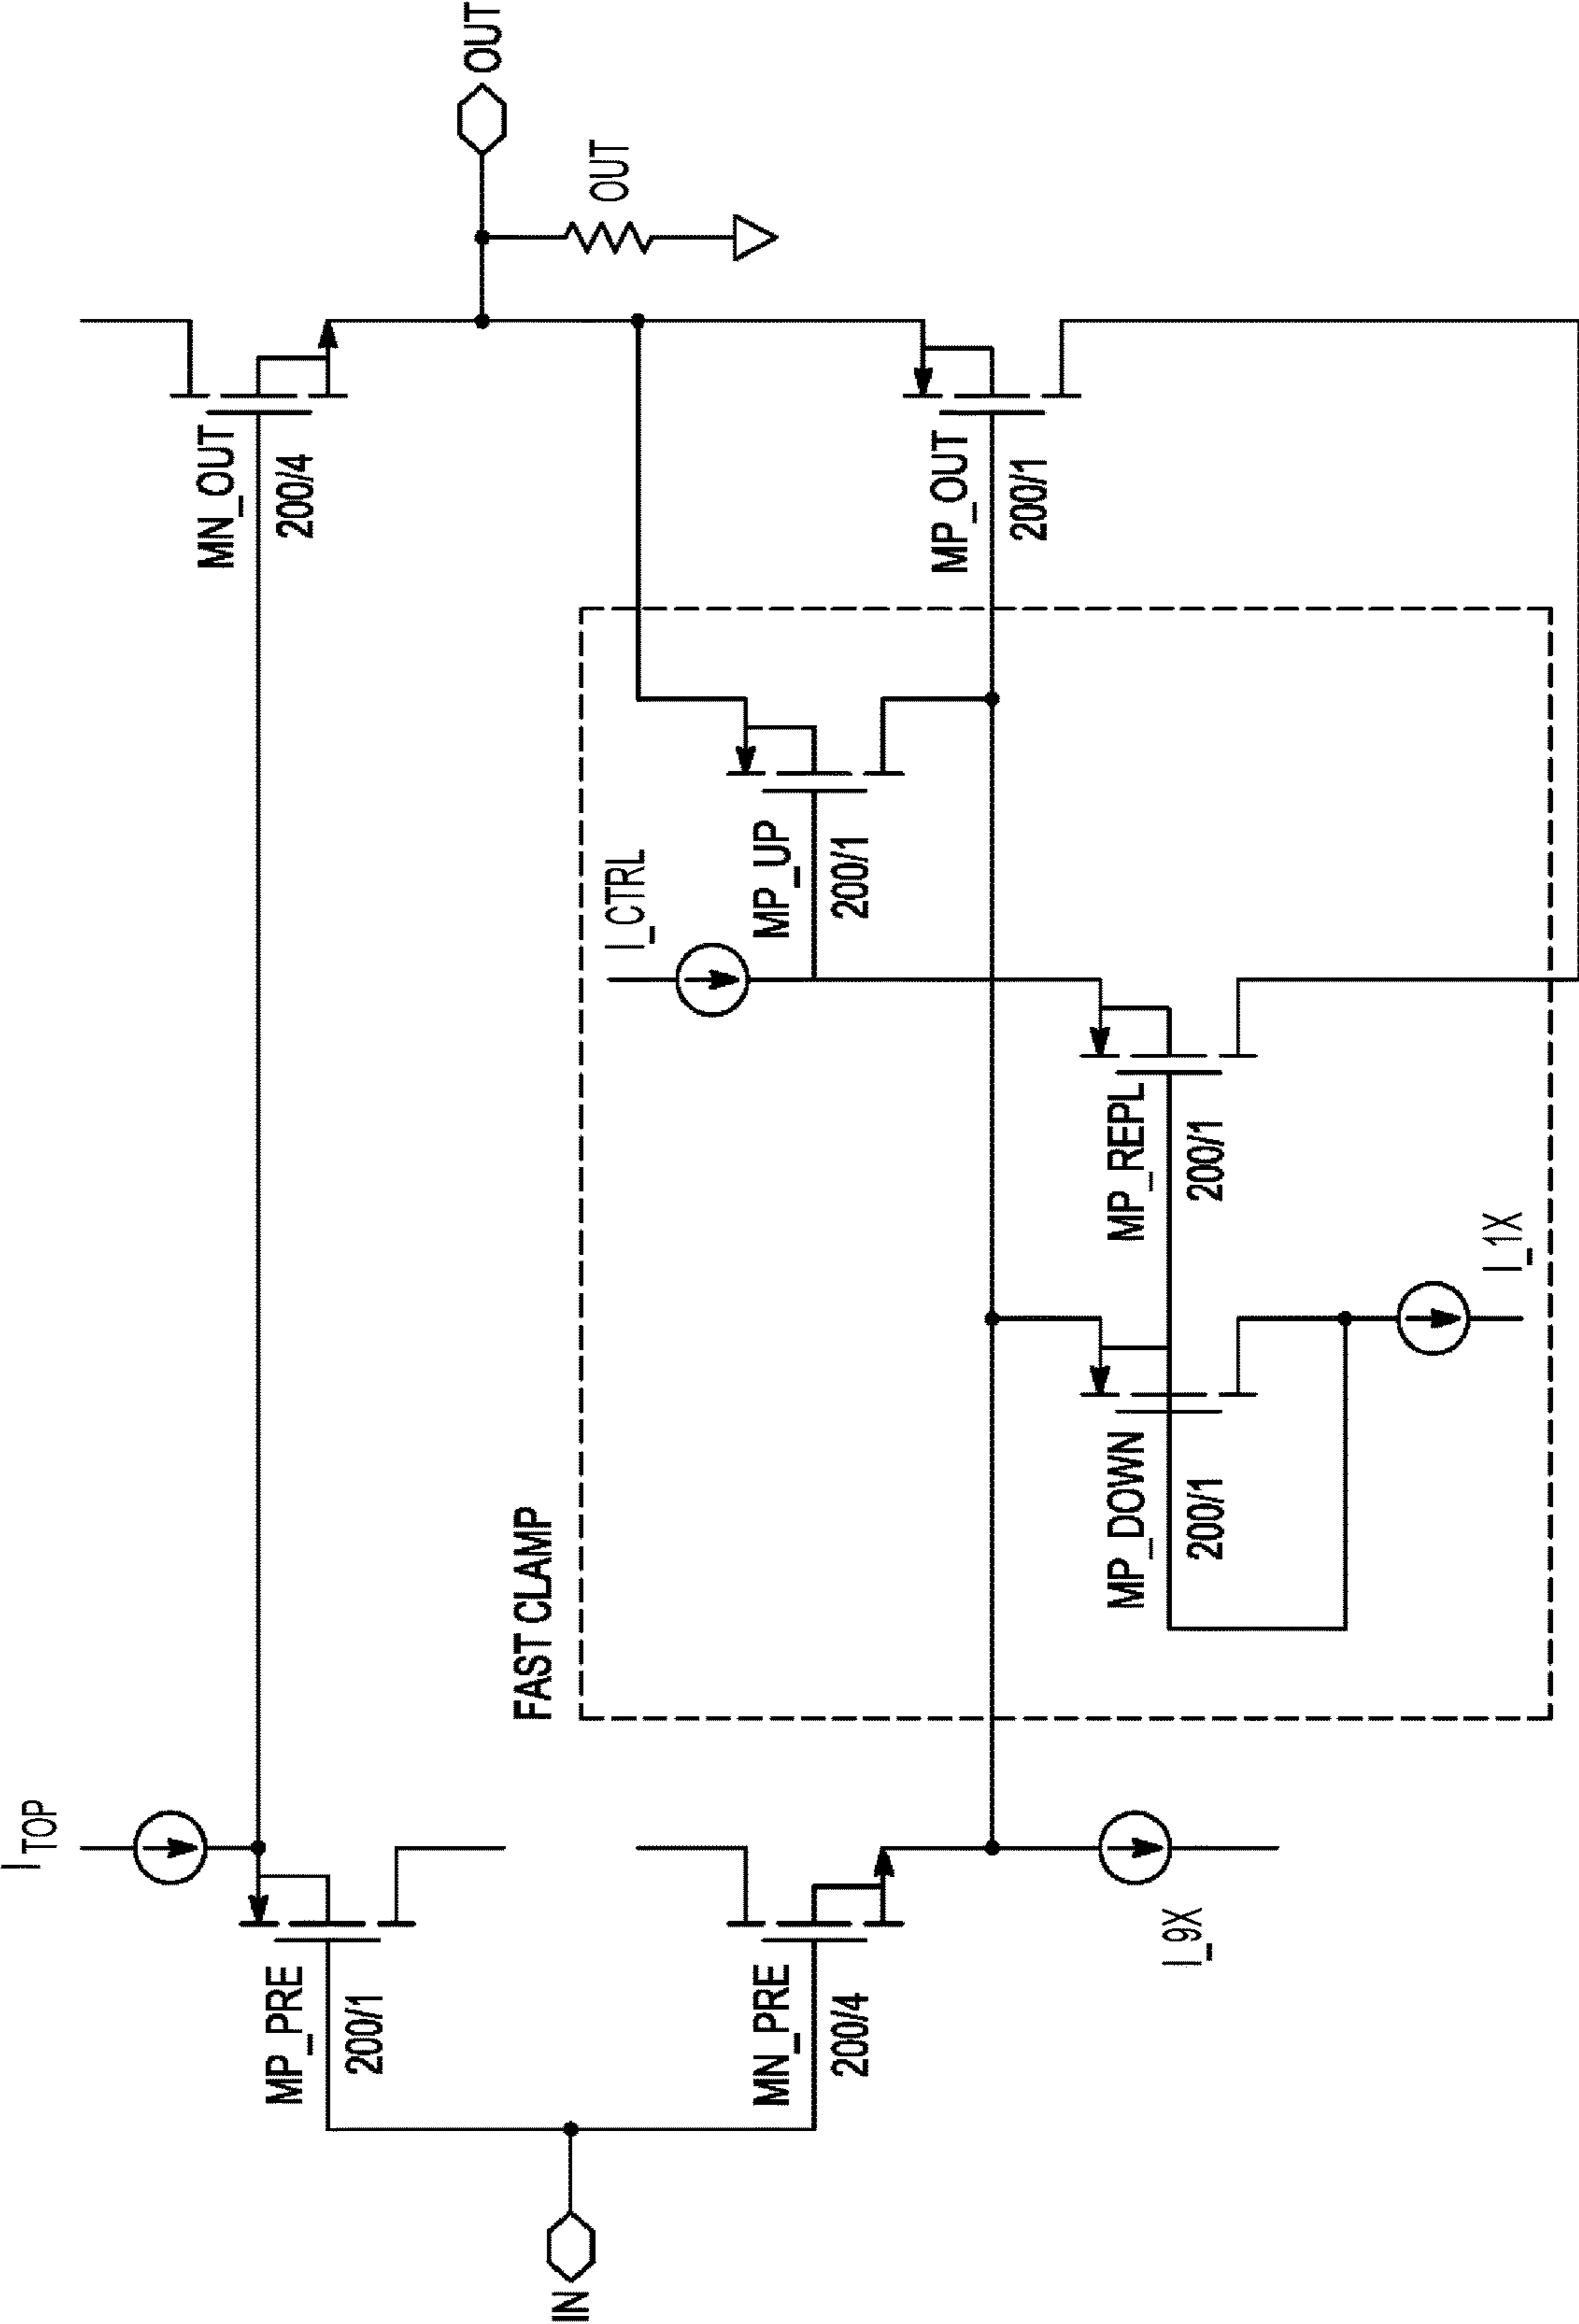 I_TOP
MP_PRE
200/1
MN_OUT
200/4
OUT
OUT
IN
MN_PRE
200/4
I_9X
FAST CLAMP
I_CTRL
MP_UP
200/1
MP_OUT
200/1
MP_DOWN
200/1
MP_REPL
200/1
I_1X